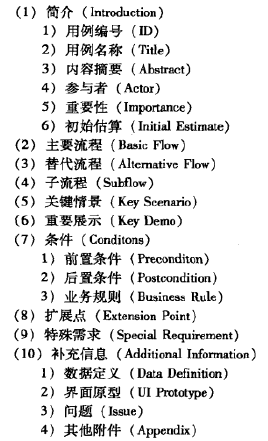 (1) 简介 (Introduction)
1) 用例编号 (ID)
2) 用例名称 (Title)
3) 内容摘要 (Abstract)
4) 参与者 (Actor)
5) 重要性 (Importance)
6) 初始估算 (Initial Estimate)
(2) 主要流程 (Basic Flow)
(3) 替代流程 (Alternative Flow)
(4) 子流程 (Subflow)
(5) 关键情景 (Key Scenario)
(6) 重要展示 (Key Demo)
(7) 条件 (Conditons)
1) 前置条件 (Preconditon)
2) 后置条件 (Postcondition)
3) 业务规则 (Business Rule)
(8) 扩展点 (Extension Point)
(9) 特殊需求 (Special Requirement)
(10) 补充信息 (Additional Information)
1) 数据定义 (Data Definition)
2) 界面原型 (UI Prototype)
3) 问题 (Issue)
4) 其他附件 (Appendix)